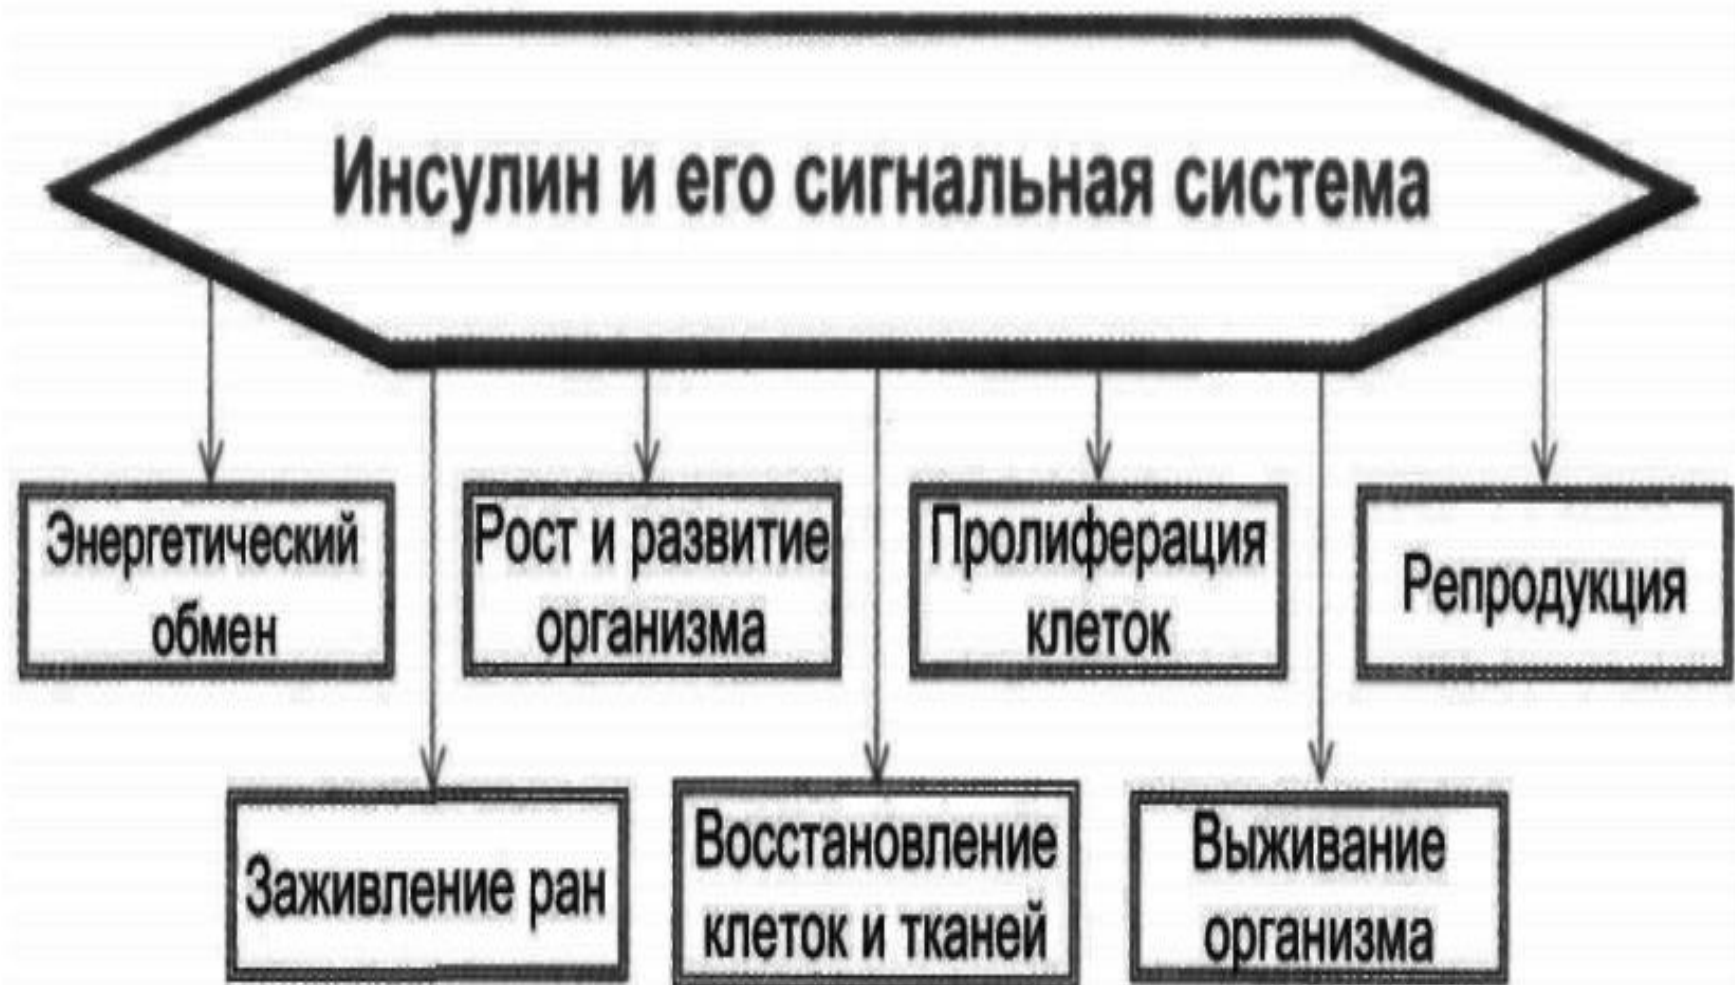 Инсулин и его сигнальная система
Энергетический
обмен
Рост и развитие
организма
Пролиферация
клеток
Репродукция
Заживление ран
Восстановление
клеток и тканей
Выживание
организма